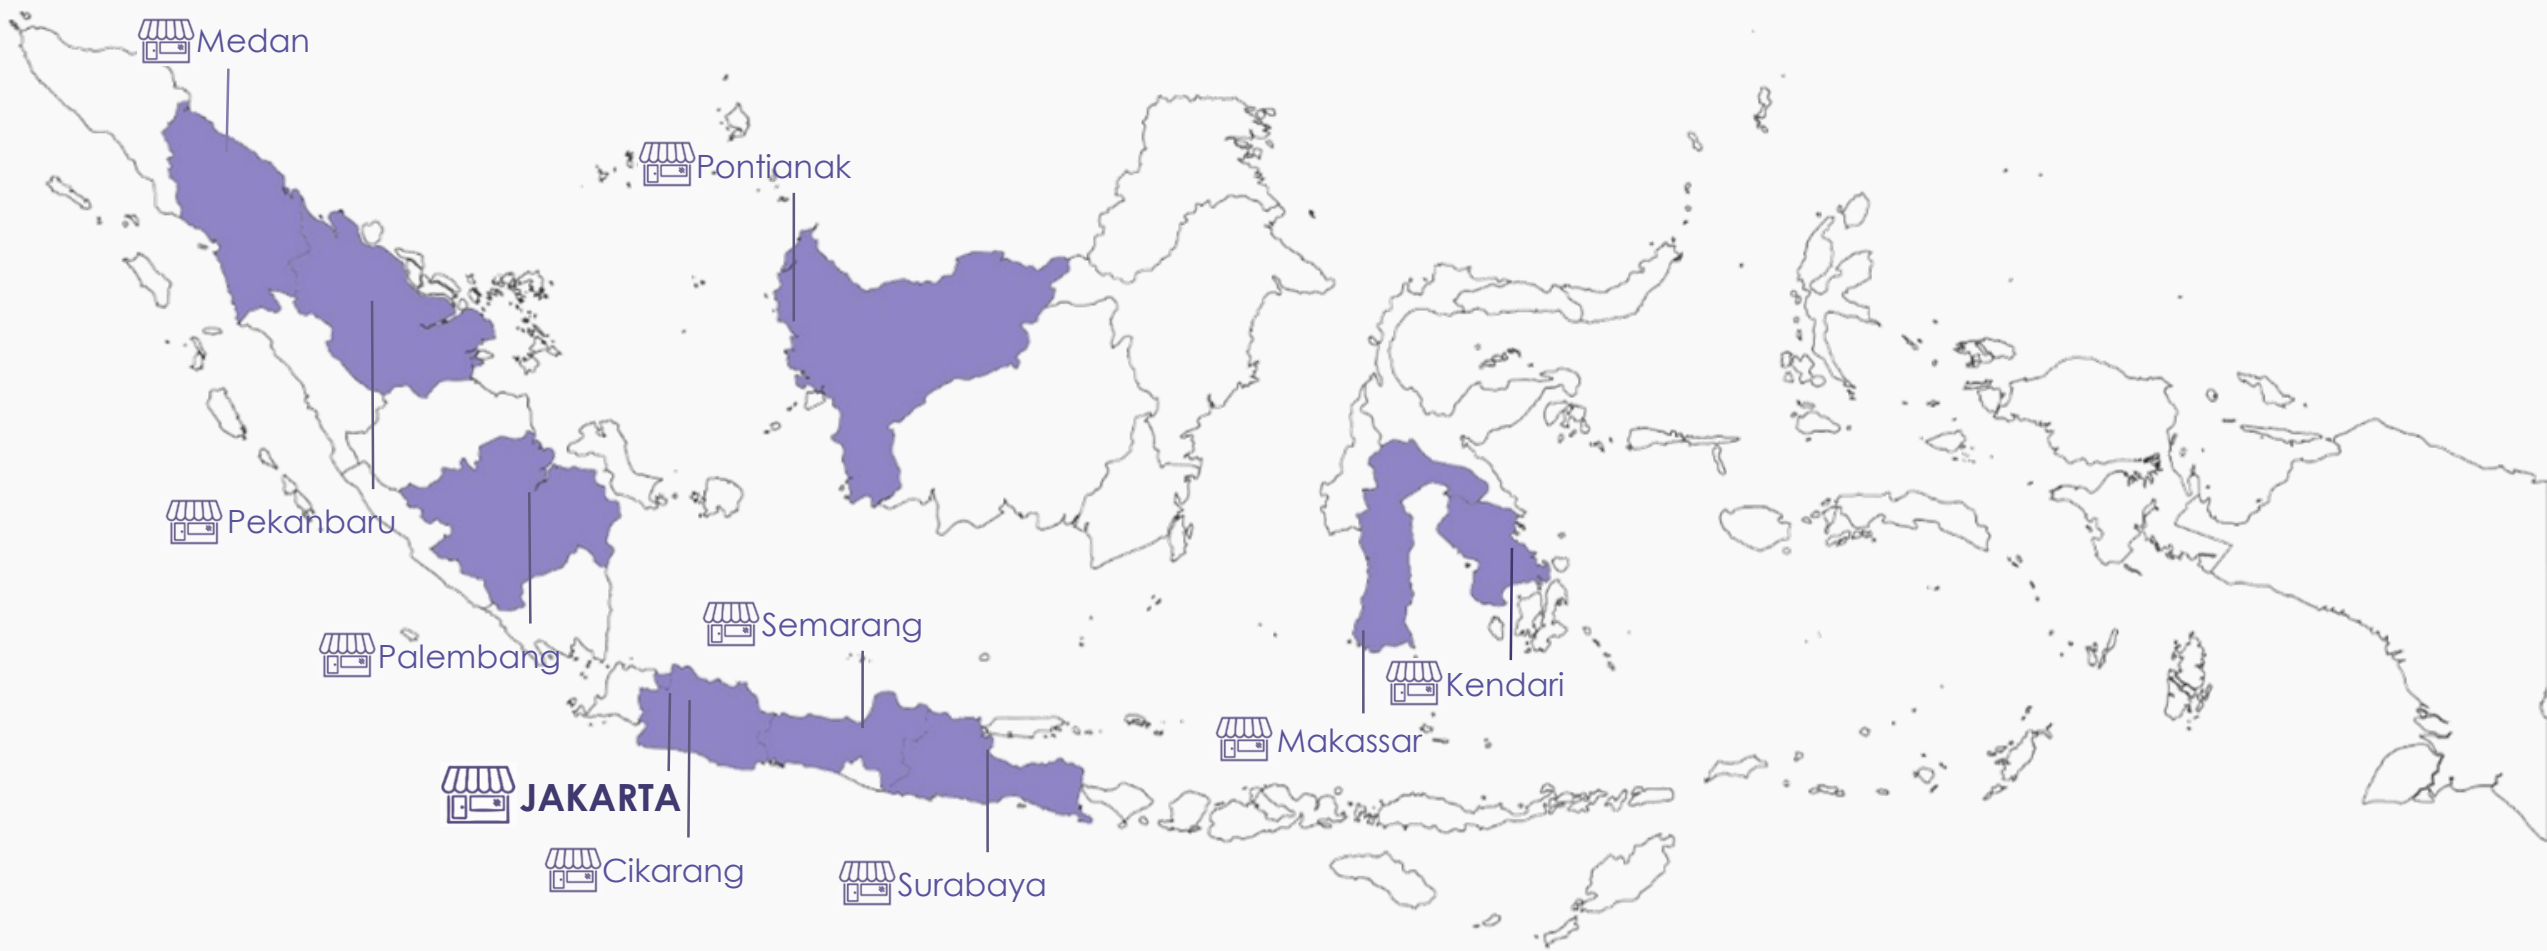 Medan
Pontianak
Pekanbaru
Semarang
Palembang
Kendari
Makassar
JAKARTA
Cikarang
Surabaya